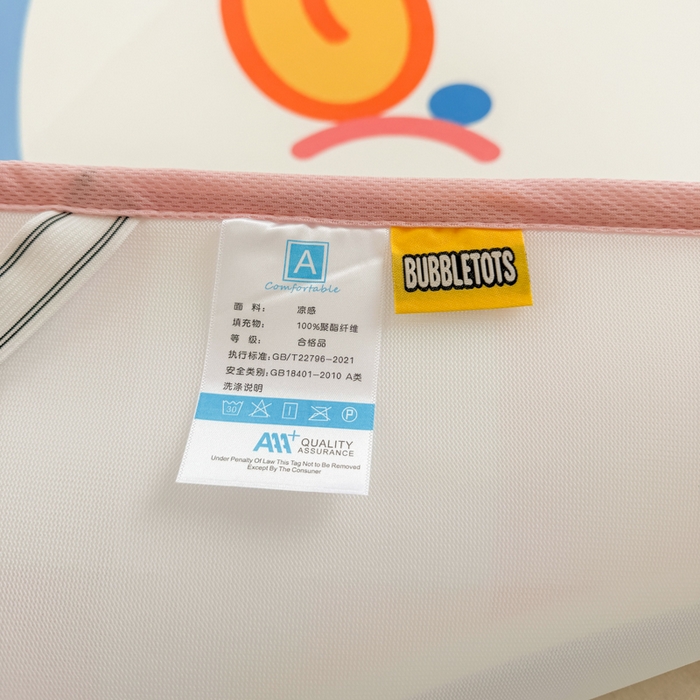 A
Comfortable
面 料: 凉感
填充物: 100%聚酯纤维
等 级: 合格品
执行标准:GB/T22796-2021
安全类别:GB18401-2010 A类
洗涤说明
30
P
AAA+ QUALITY
ASSURANCE
Under Penalty Of Law This Tag Not to Be Removed
Except By The Consuner
BUBBLETOTS